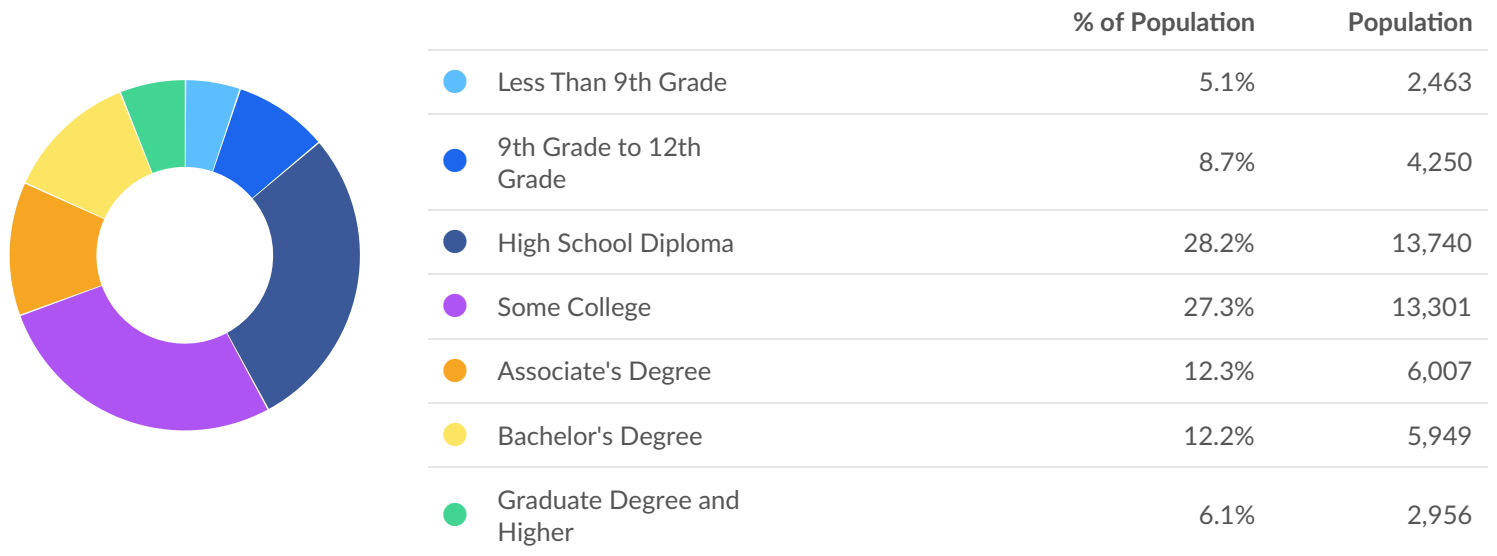 % of Population Population
Less Than 9th Grade 5.1% 2,463
9th Grade to 12th
Grade 8.7% 4,250
High School Diploma 28.2% 13,740
Some College 27.3% 13,301
Associate's Degree 12.3% 6,007
Bachelor's Degree 12.2% 5,949
Graduate Degree and
Higher 6.1% 2,956